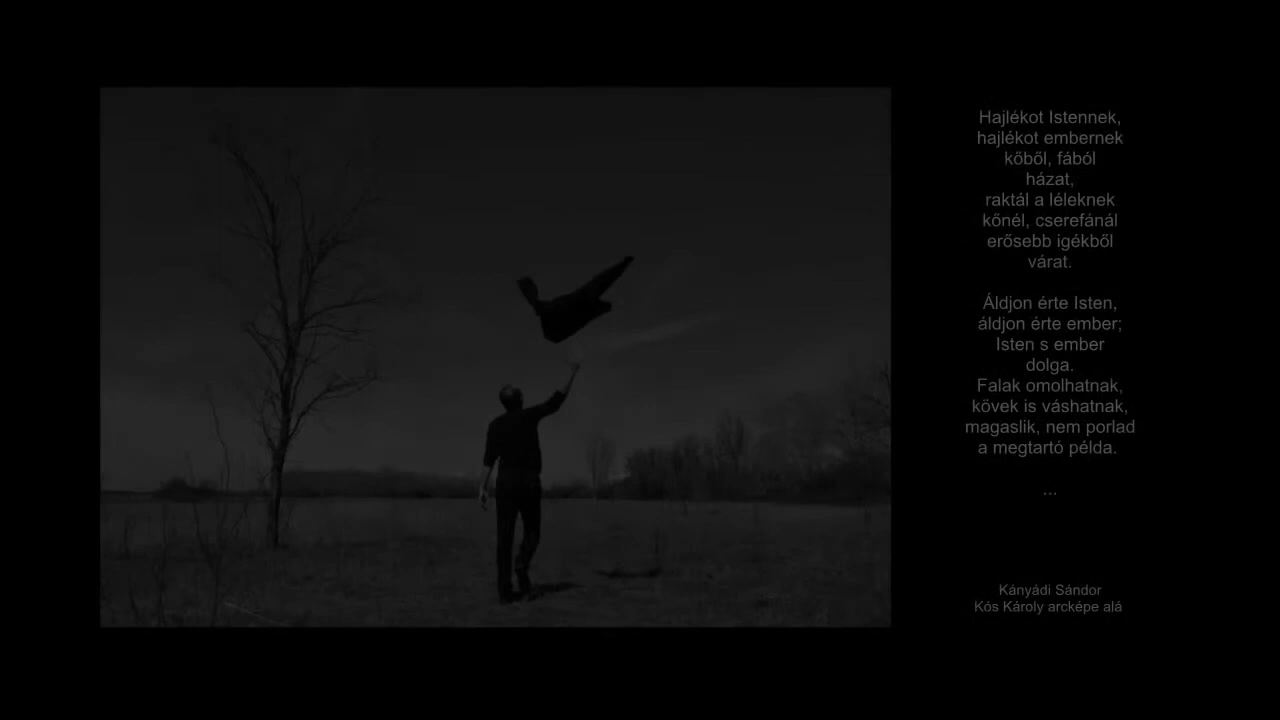 Hajlékot Istennek,
hajlékot embernek
kőből, fából
házat,
raktál a léleknek
kőnél, cserefánál
erősebb igékből
várat.
Áldjon érte Isten,
áldjon érte ember;
Isten s ember
dolga.
Falak omolhatnak,
kövek is váshatnak,
magaslik, nem porlad
a megtartó példa.
...
Kányádi Sándor
Kós Károly arcképe alá